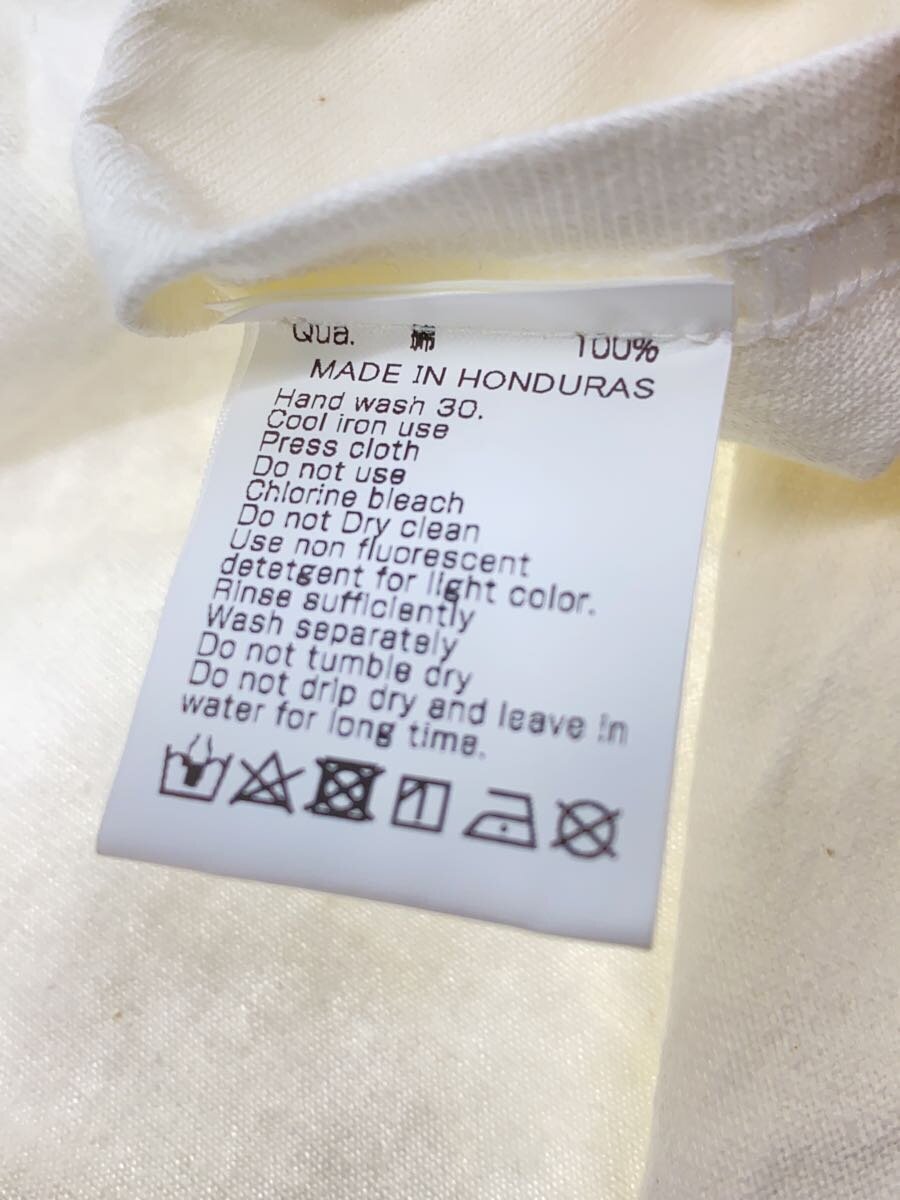 Qua. 綿 100%
MADE IN HONDURAS
Hand wash 30.
Cool iron use
Press cloth
Do not use
Chlorine bleach
Do not Dry clean
Use non fluorescent
detetgent for light color.
Rinse sufficiently
Wash separately
Do not tumble dry
Do not drip dry and leave in
water for long time.